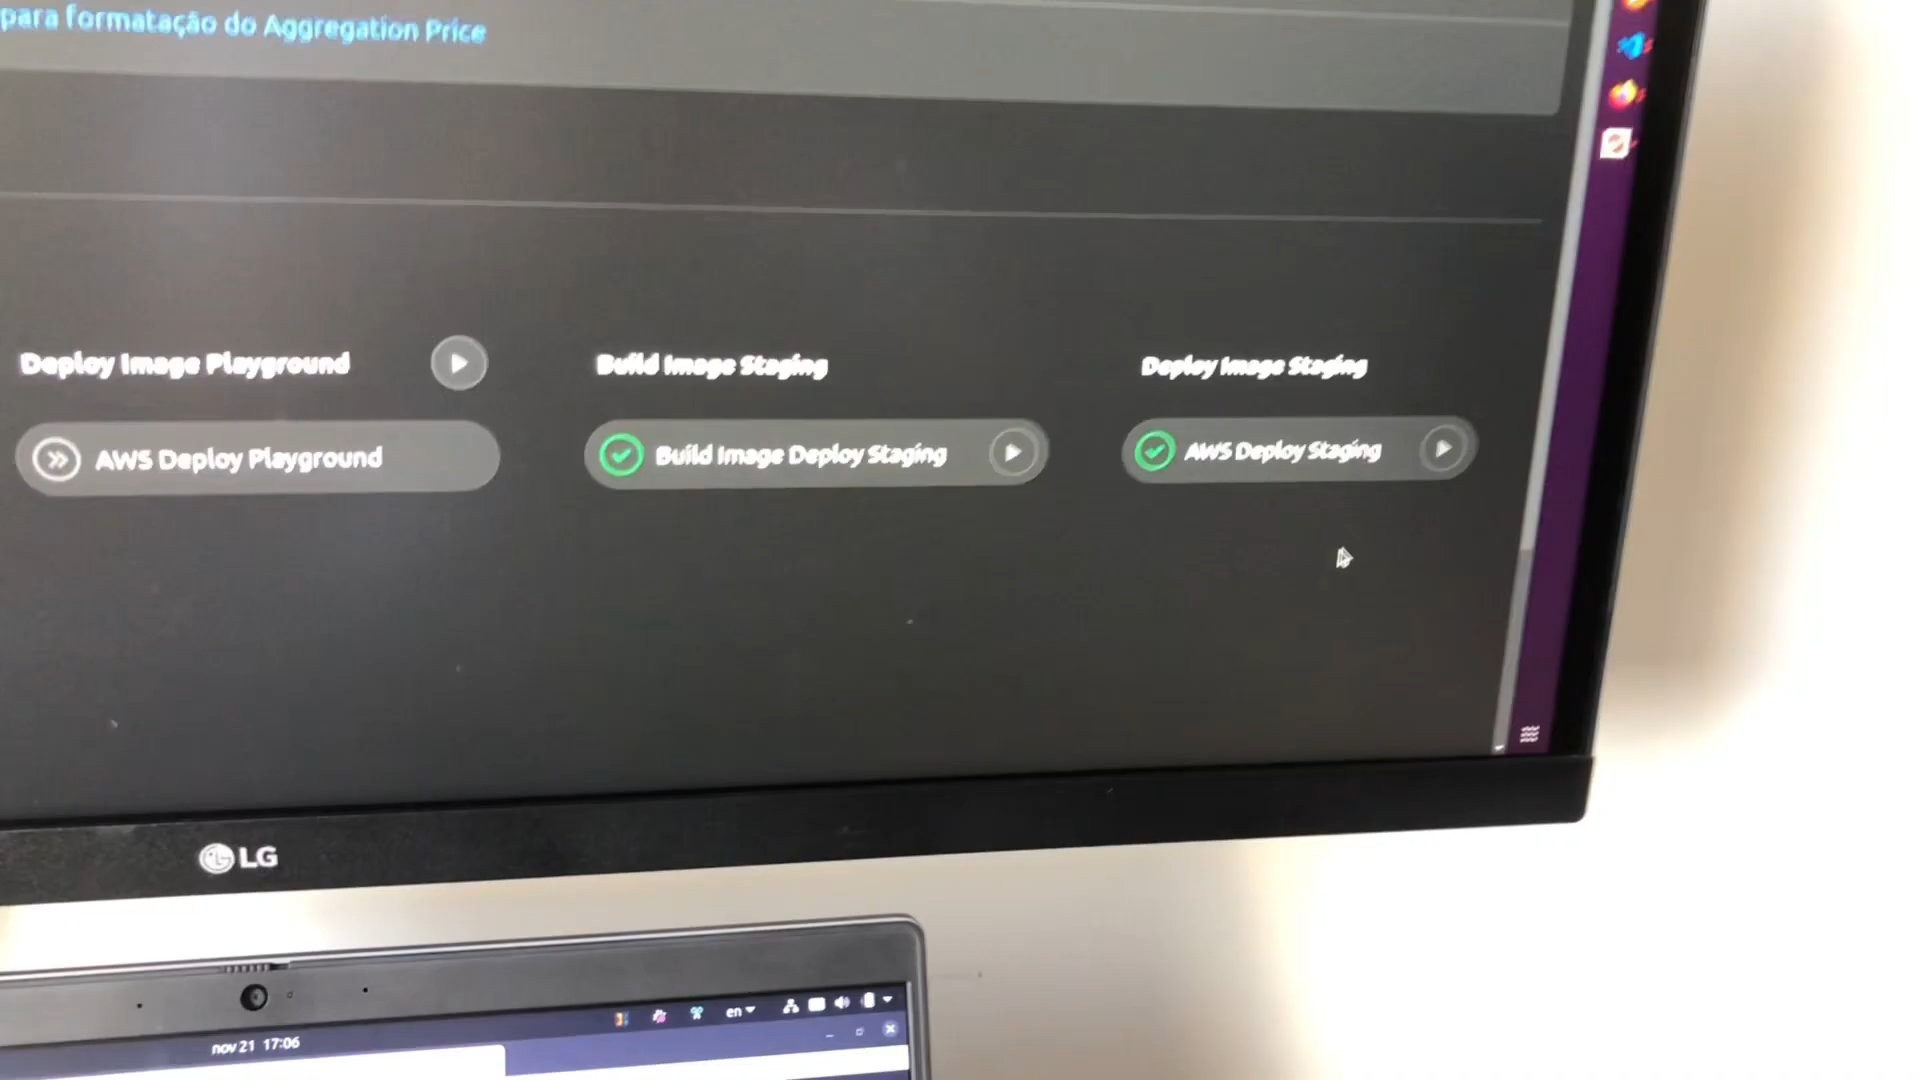 para formatação do Aggregation Price
Deploy Image Playground
Build Image Staging
Deploy Image Staging
AWS Deploy Playground
Build Image Deploy Staging
AWS Deploy Staging
LG
en
nov 21 17:06